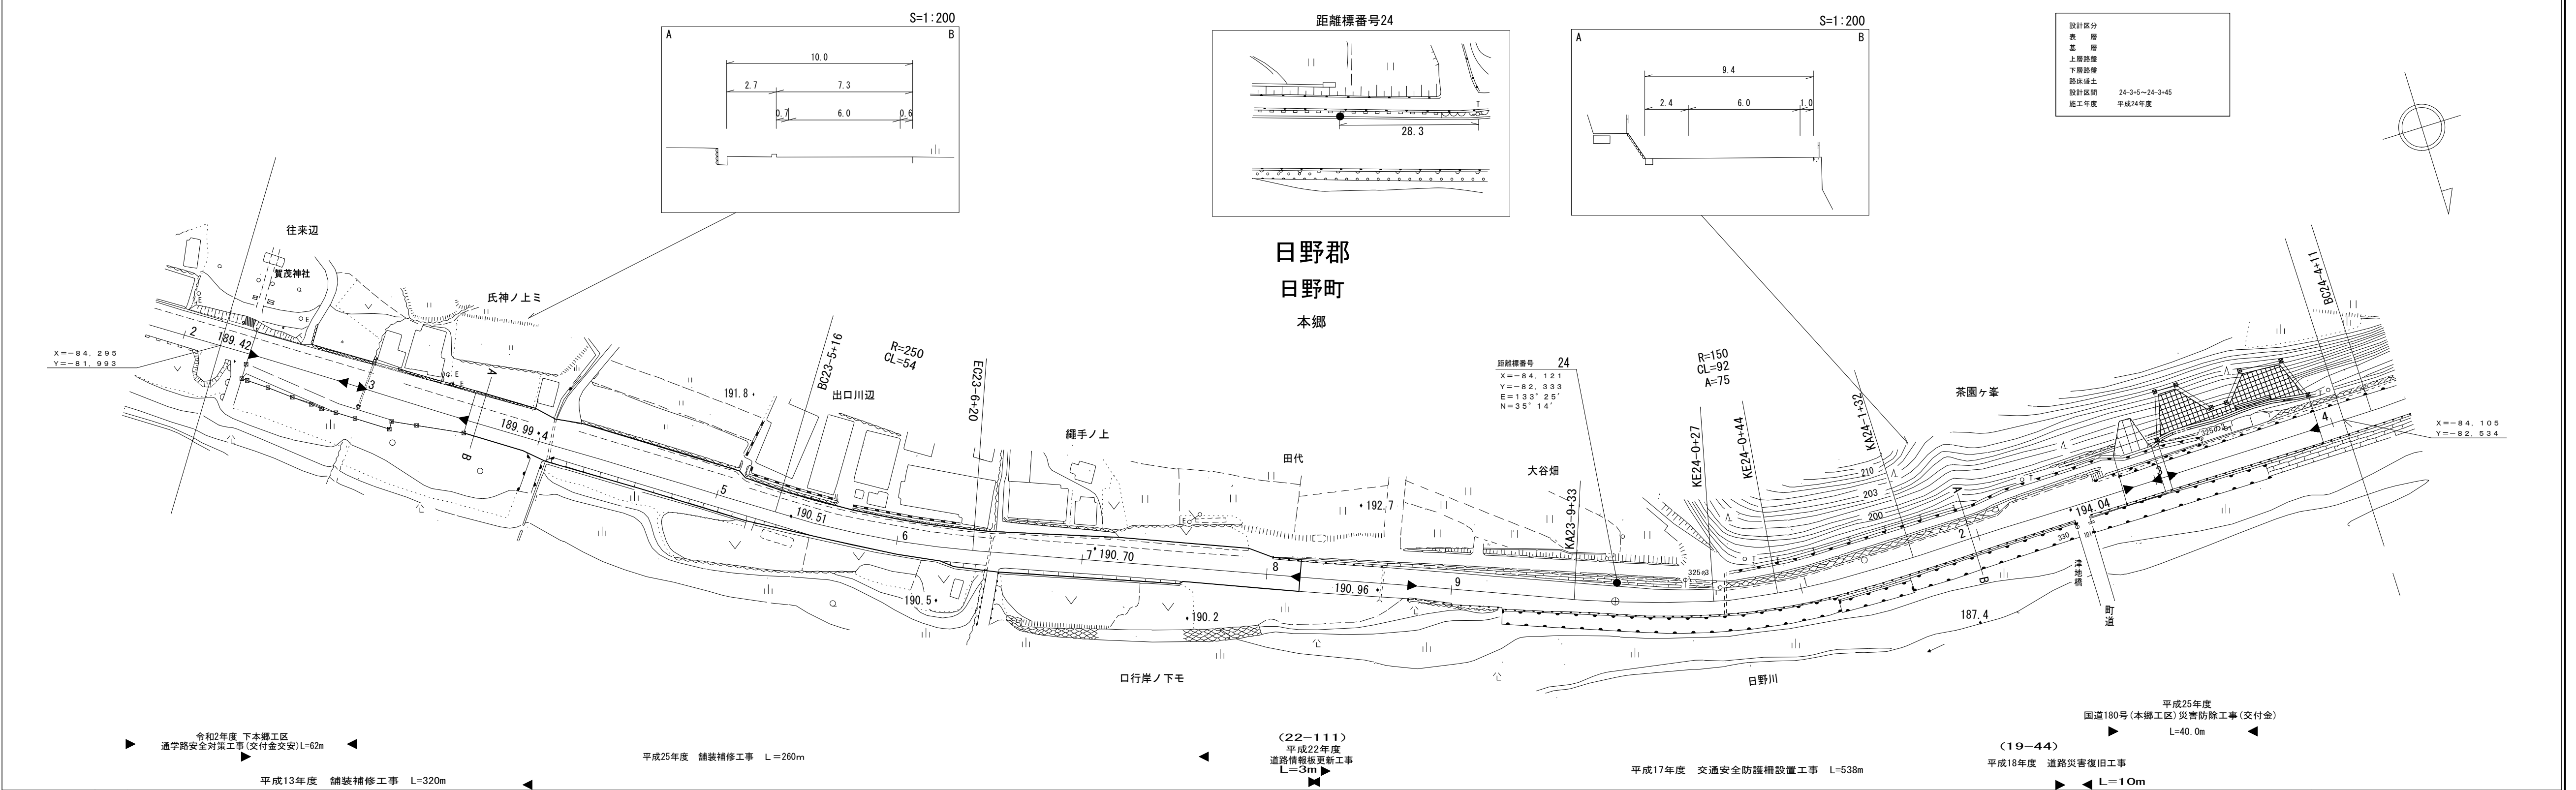 S=1:200
A
B
10.0
2.7
7.3
0.7
6.0
0.6
距離標番号24
T
28.3
S=1:200
A
B
9.4
2.4
6.0
1.0
設計区分
表　層
基　層
上層路盤
下層路盤
路床盛土
設計区間　24-3+5～24-3+45
施工年度　平成24年度
日野郡
日野町
本郷
往来辺
賀茂神社
氏神ノ上ミ
X=-84.295
Y=-81.993
2
189.42
3
A
B
189.99
4
191.8
BC23-5+16
R=250
CL=54
出口川辺
EC23-6+20
5
190.51
6
190.5
縄手ノ上
7
190.70
190.2
田代
8
190.96
192.7
9
大谷畑
KA23-9+33
距離標番号　24
X=-84.121
Y=-82.333
E=133°25′
N=35°14′
R=150
CL=92
A=75
KE24-0+27
KE24-0+44
KA24-1+32
325の3
210
203
200
茶園ヶ峯
BC24-4+11
325の1
A
B
2
194.04
3
4
X=-84.105
Y=-82.534
330
101
津地橋
町道
187.4
日野川
口行岸ノ下モ
令和2年度 下本郷工区
通学路安全対策工事(交付金交安)L=62m
平成13年度　舗装補修工事　L=320m
平成25年度　舗装補修工事　L=260m
(22-111)
平成22年度
道路情報板更新工事
L=3m
平成17年度　交通安全防護柵設置工事　L=538m
平成25年度
国道180号(本郷工区)災害防除工事(交付金)
L=40.0m
(19-44)
平成18年度　道路災害復旧工事
L=10m